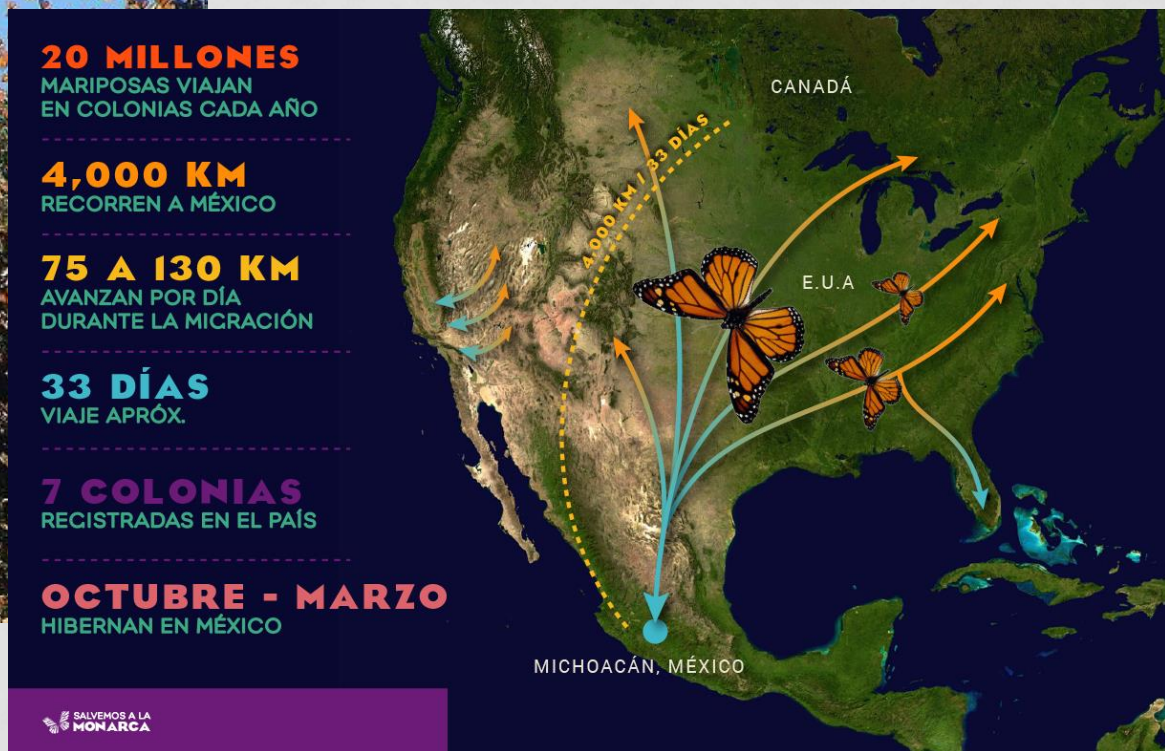 20 MILLONES
MARIPOSAS VIAJAN
EN COLONIAS CADA AÑO
4,000 KM
RECORREN A MÉXICO
75 A 130 KM
AVANZAN POR DÍA
DURANTE LA MIGRACIÓN
33 DÍAS
VIAJE APRÓX.
7 COLONIAS
REGISTRADAS EN EL PAÍS
OCTUBRE - MARZO
HIBERNAN EN MÉXICO
SALVEMOS A LA
MONARCA
CANADÁ
4,000 KM / 33 DÍAS
E.U.A
MICHOACÁN, MÉXICO